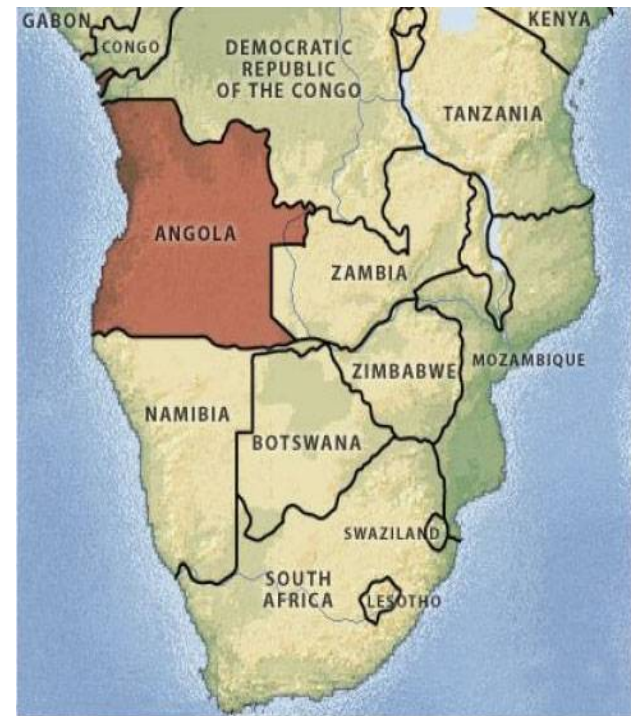 GABON
KENYA
CONGO
DEMOCRATIC
REPUBLIC
OF THE CONGO
TANZANIA
ANGOLA
ZAMBIA
MOZAMBIQUE
ZIMBABWE
NAMIBIA
BOTSWANA
SWAZILAND
SOUTH
AFRICA
LESOTHO